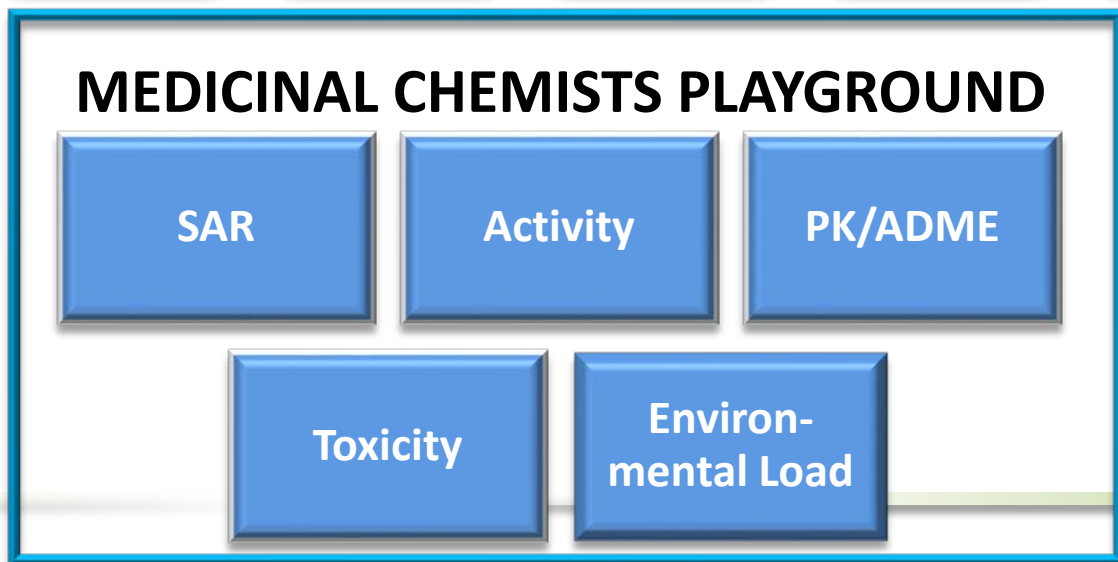 MEDICINAL CHEMISTS PLAYGROUND
SAR
Activity
PK/ADME
Toxicity
Environ-
mental Load